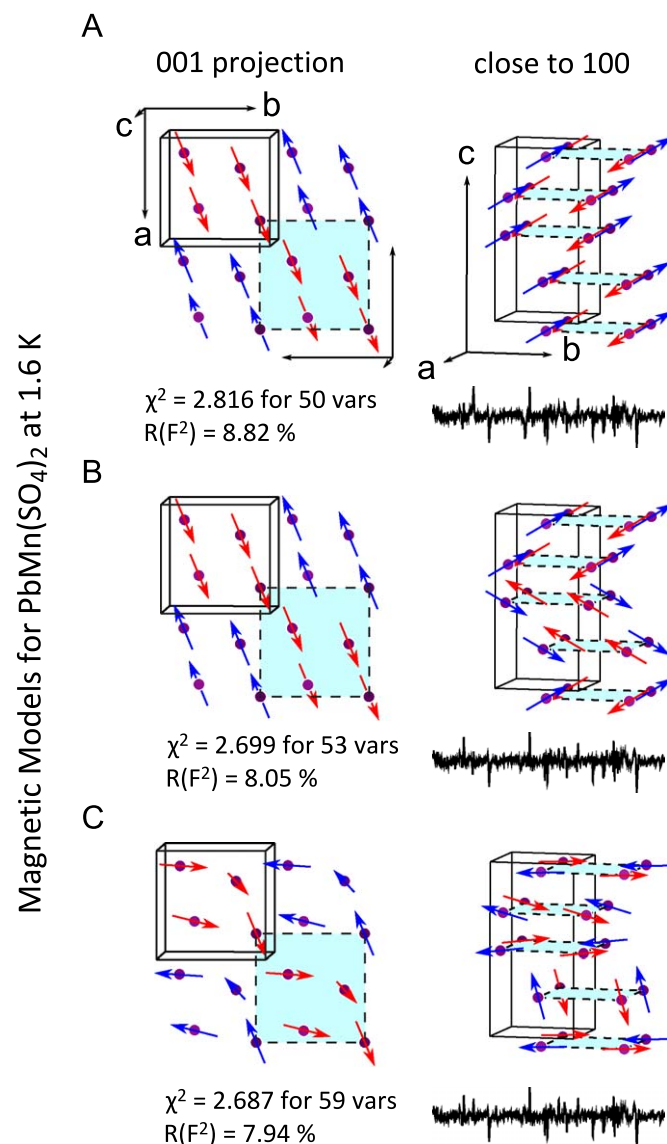 Magnetic Models for PbMn(SO₄)₂ at 1.6 K
A
001 projection
close to 100
c
b
a
c
a
b
χ² = 2.816 for 50 vars
R(F²) = 8.82 %
B
χ² = 2.699 for 53 vars
R(F²) = 8.05 %
C
χ² = 2.687 for 59 vars
R(F²) = 7.94 %